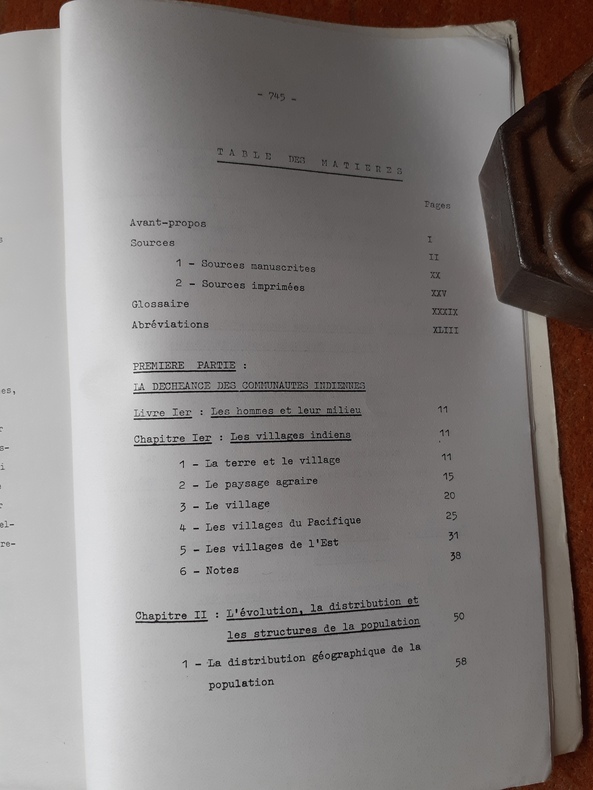 - 745 -
TABLE DES MATIERES
Pages
Avant-propos I
Sources II
1 - Sources manuscrites XX
2 - Sources imprimées XXV
Glossaire XXXIX
Abréviations XLIII
PREMIERE PARTIE :
LA DECHEANCE DES COMMUNAUTES INDIENNES
Livre Ier : Les hommes et leur milieu 11
Chapitre Ier : Les villages indiens 11
1 - La terre et le village 11
2 - Le paysage agraire 15
3 - Le village 20
4 - Les villages du Pacifique 25
5 - Les villages de l'Est 31
6 - Notes 38
Chapitre II : L'évolution, la distribution et
les structures de la population 50
1 - La distribution géographique de la
population 58